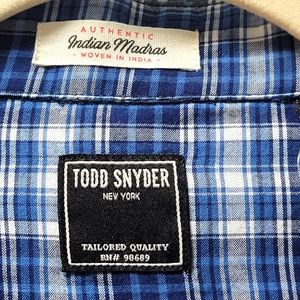 AUTHENTIC
Indian Madras
- WOVEN IN INDIA -
TODD SNYDER
NEW YORK
TAILORED QUALITY
RN# 98689